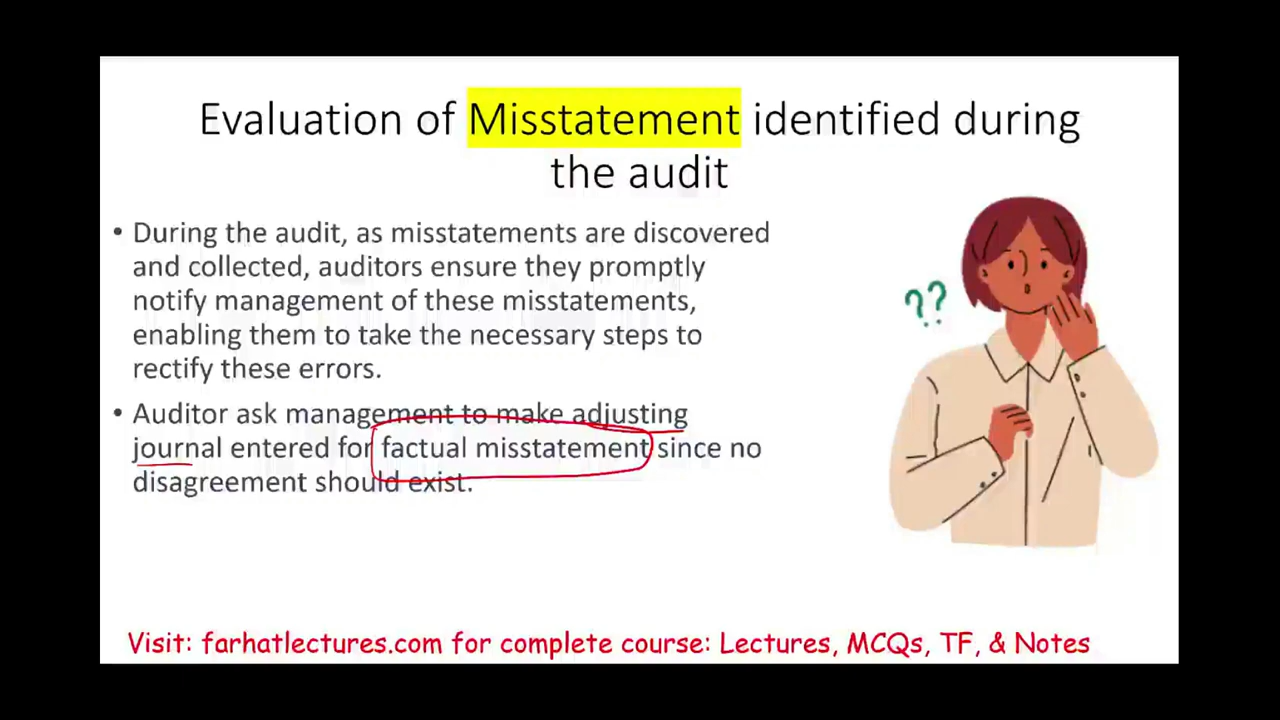 Evaluation of Misstatement identified during
the audit
• During the audit, as misstatements are discovered
and collected, auditors ensure they promptly
notify management of these misstatements,
enabling them to take the necessary steps to
rectify these errors.
• Auditor ask management to make adjusting
journal entered for factual misstatement since no
disagreement should exist.
??
Visit: farhatlectures.com for complete course: Lectures, MCQs, TF, & Notes